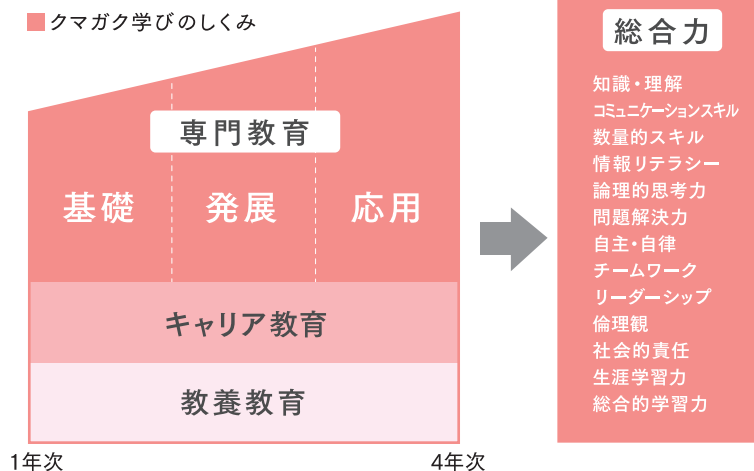 クマガク学びのしくみ
専門教育
基礎
発展
応用
キャリア教育
教養教育
1年次
4年次
総合力
知識・理解
コミュニケーションスキル
数量的スキル
情報リテラシー
論理的思考力
問題解決力
自主・自律
チームワーク
リーダーシップ
倫理観
社会的責任
生涯学習力
総合的学習力